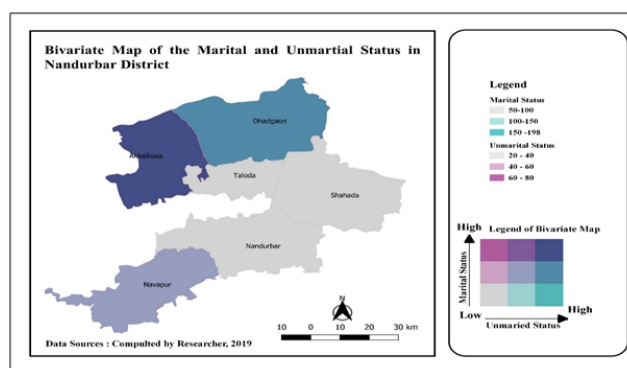 Bivariate Map of the Marital and Unmartial Status in
Nandurbar District
Dhadgaon
Akkalkuva
Taloda
Shahada
Nandurbar
Navapur
N
10 0 10 20 30 km
Data Sources : Compulted by Researcher, 2019
Legend
Marital Status
50-100
100-150
150 -198
Unmarital Status
20 - 40
40 - 60
60 - 80
High
Legend of Bivariate Map
Marital Status
Low
High
Unmaried Status